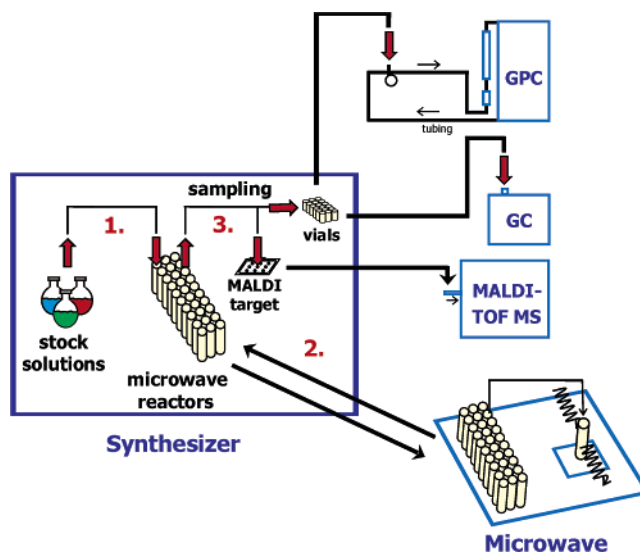 GPC
tubing
sampling
1.
3.
vials
GC
MALDI
target
MALDI-
TOF MS
stock
solutions
2.
microwave
reactors
Synthesizer
Microwave